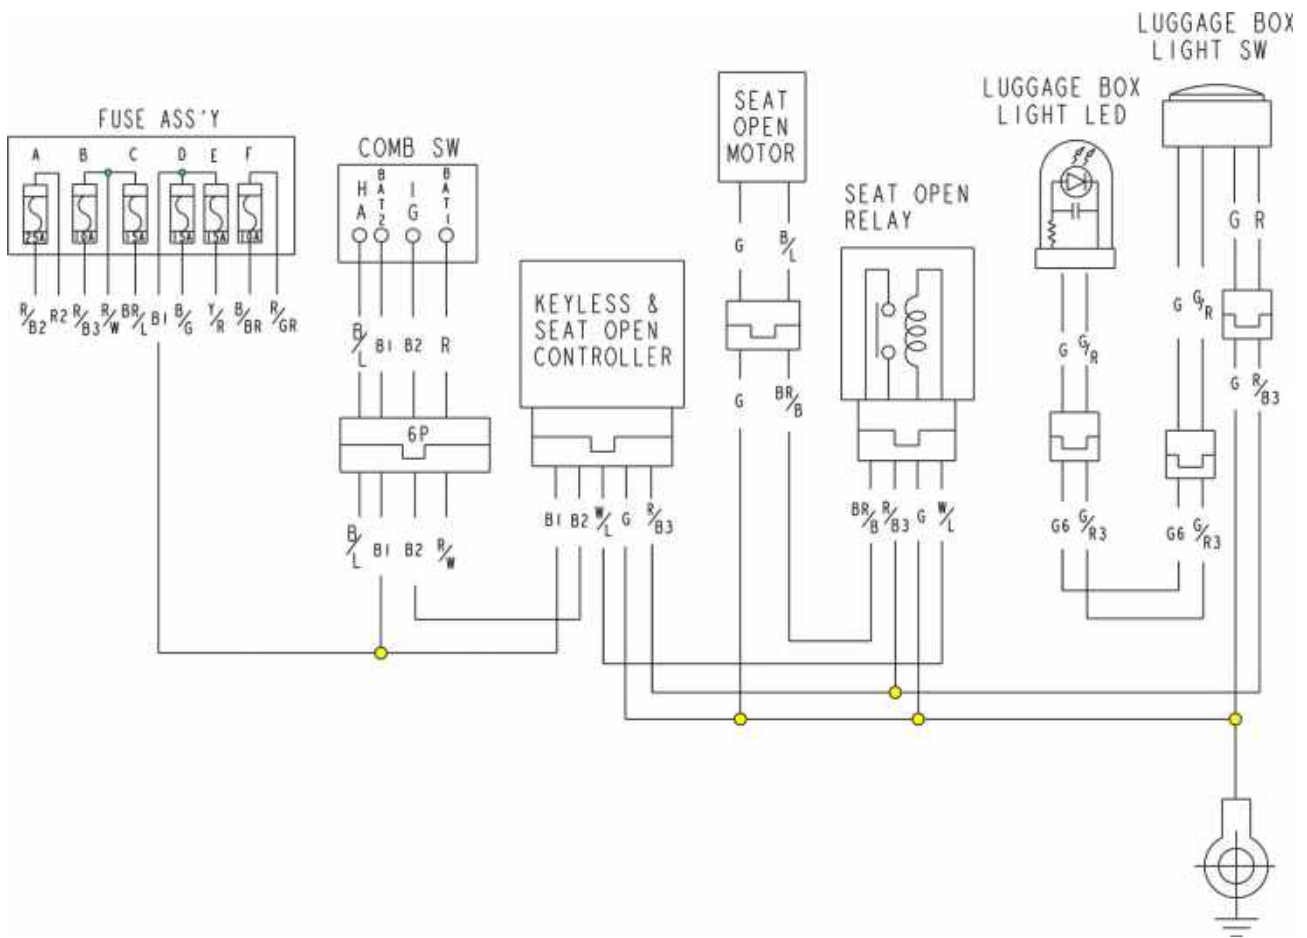 LUGGAGE BOX
LIGHT SW
LUGGAGE BOX
LIGHT LED
SEAT
OPEN
MOTOR
FUSE ASS'Y
A B C D E F
25A 10A 15A 15A 15A 10A
R/B2 R2 R/B3 R/W BR/L B1 B/G Y/R B/BR R/GR
COMB SW
HA BAT2 IG BAT1
B/L B1 B2 R
6P
B/L B1 B2 R/W
KEYLESS &
SEAT OPEN
CONTROLLER
B1 B2 W/L G R/B3
G B/L
G BR/B
SEAT OPEN
RELAY
BR/B R/B3 G W/L
G G/R
G6 G/R3
G R
G G/R
G R/B3
G6 G/R3